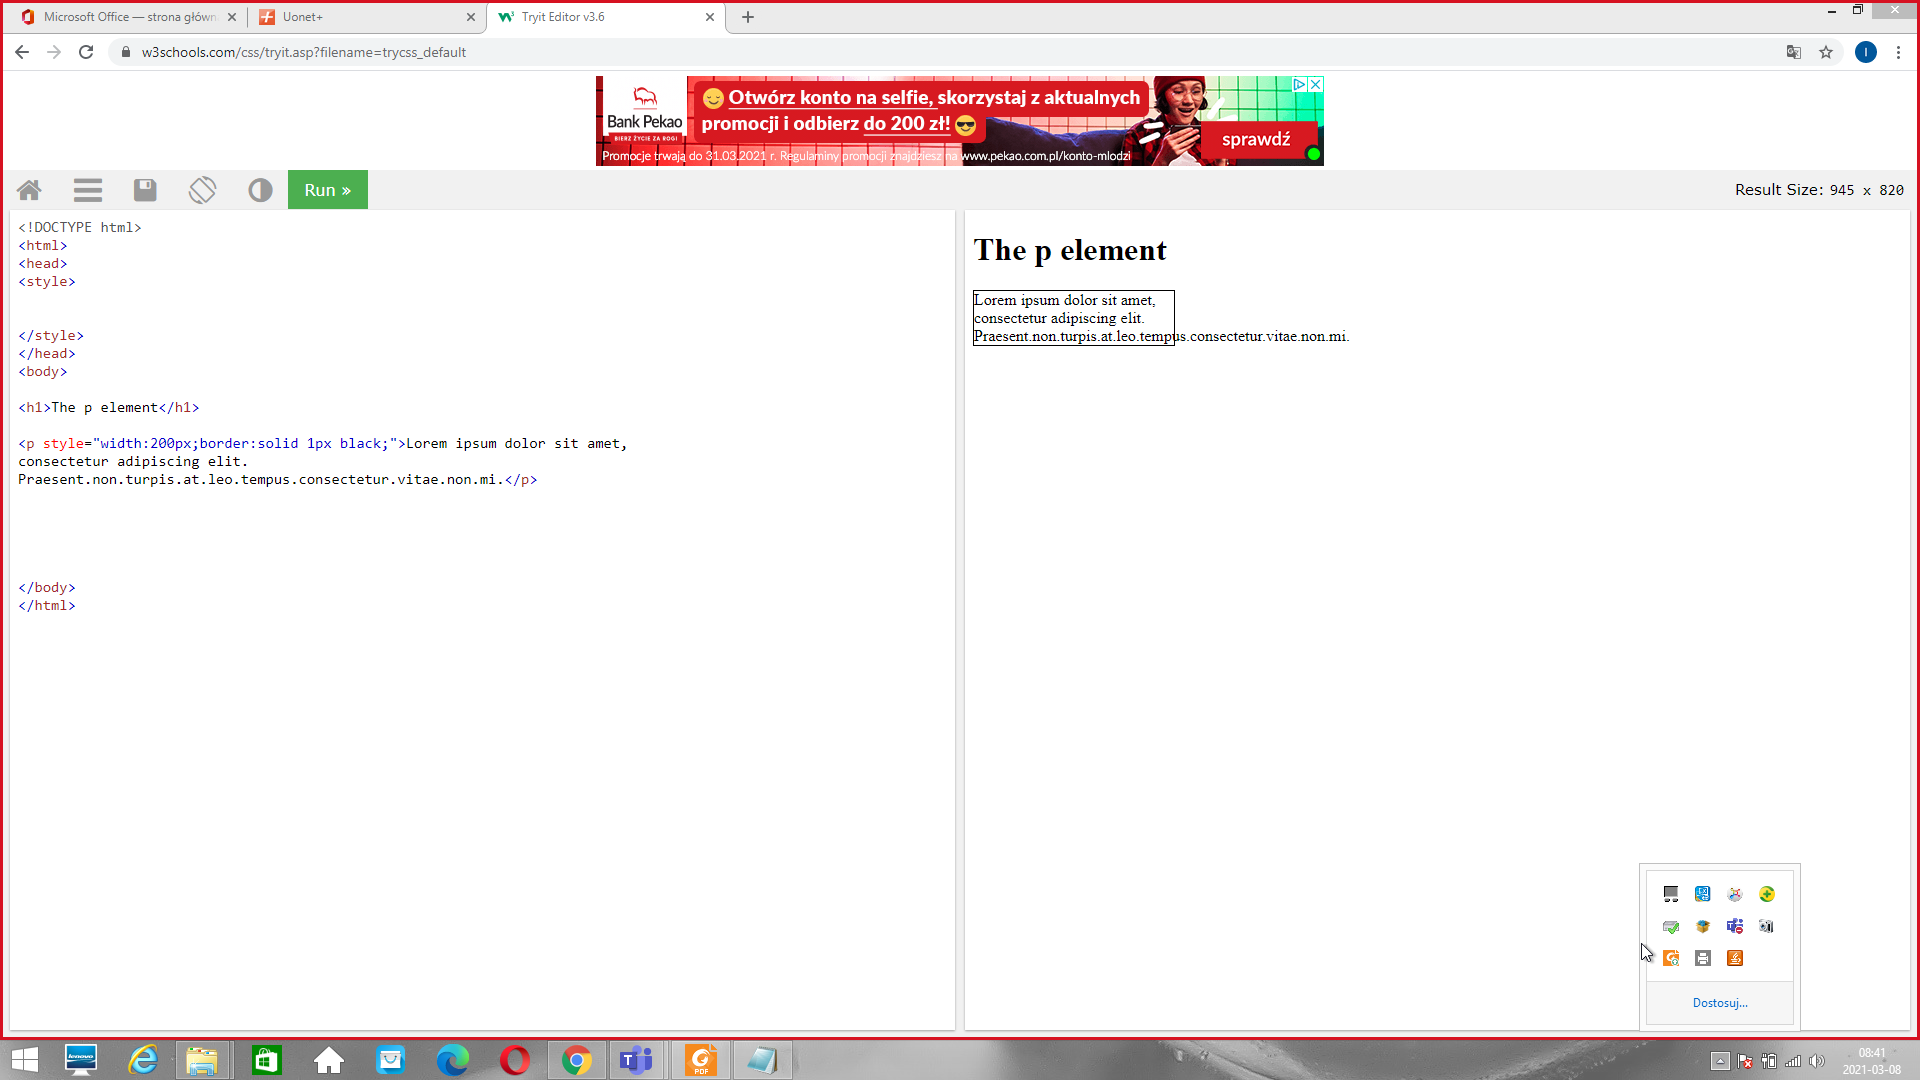 Microsoft Office — strona główn
Uonet+
Tryit Editor v3.6
w3schools.com/css/tryit.asp?filename=trycss_default
I
Bank Pekao
BIERZ ŻYCIE ZA ROGI
Otwórz konto na selfie, skorzystaj z aktualnych
promocji i odbierz do 200 zł!
sprawdź
Promocje trwają do 31.03.2021 r. Regulaminy promocji znajdziesz na www.pekao.com.pl/konto-mlodzi
Run »
Result Size: 945 x 820
<!DOCTYPE html>
<html>
<head>
<style>
</style>
</head>
<body>
<h1>The p element</h1>
<p style="width:200px;border:solid 1px black;">Lorem ipsum dolor sit amet,
consectetur adipiscing elit.
Praesent.non.turpis.at.leo.tempus.consectetur.vitae.non.mi.</p>
</body>
</html>
The p element
Lorem ipsum dolor sit amet,
consectetur adipiscing elit.
Praesent.non.turpis.at.leo.tempus.consectetur.vitae.non.mi.
Dostosuj...
lenovo
PDF
08:41
2021-03-08